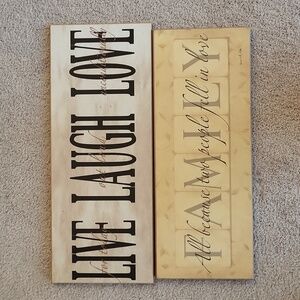 LIVE LAUGH LOVE
FAMILY
All because two people fell in love